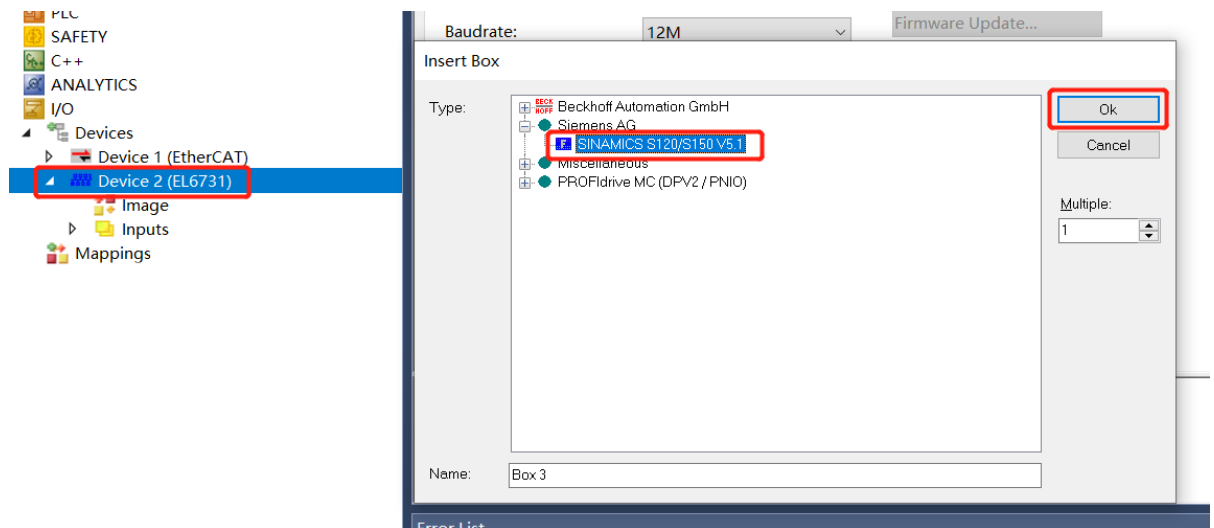 PLC
SAFETY
C++
ANALYTICS
I/O
Devices
Device 1 (EtherCAT)
Device 2 (EL6731)
Image
Inputs
Mappings
Baudrate:
12M
Firmware Update...
Insert Box
Type:
BECKHOFF Beckhoff Automation GmbH
Siemens AG
F SINAMICS S120/S150 V5.1
Miscellaneous
PROFIdrive MC (DPV2 / PNIO)
Ok
Cancel
Multiple:
1
Name:
Box 3
Error List